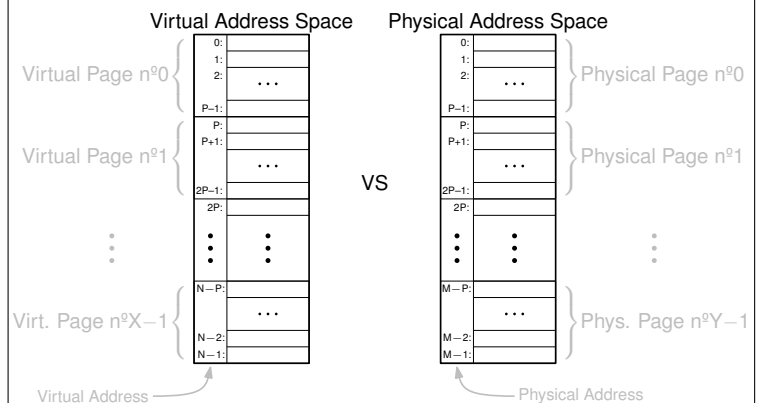 Virtual Address Space
Physical Address Space
Virtual Page nº0
0:
1:
2:
...
P–1:
Virtual Page nº1
P:
P+1:
...
2P–1:
2P:
Virt. Page nºX−1
N−P:
...
N−2:
N−1:
Virtual Address
VS
0:
1:
2:
...
P–1:
Physical Page nº0
P:
P+1:
...
2P–1:
Physical Page nº1
2P:
M−P:
...
M−2:
M−1:
Phys. Page nºY−1
Physical Address